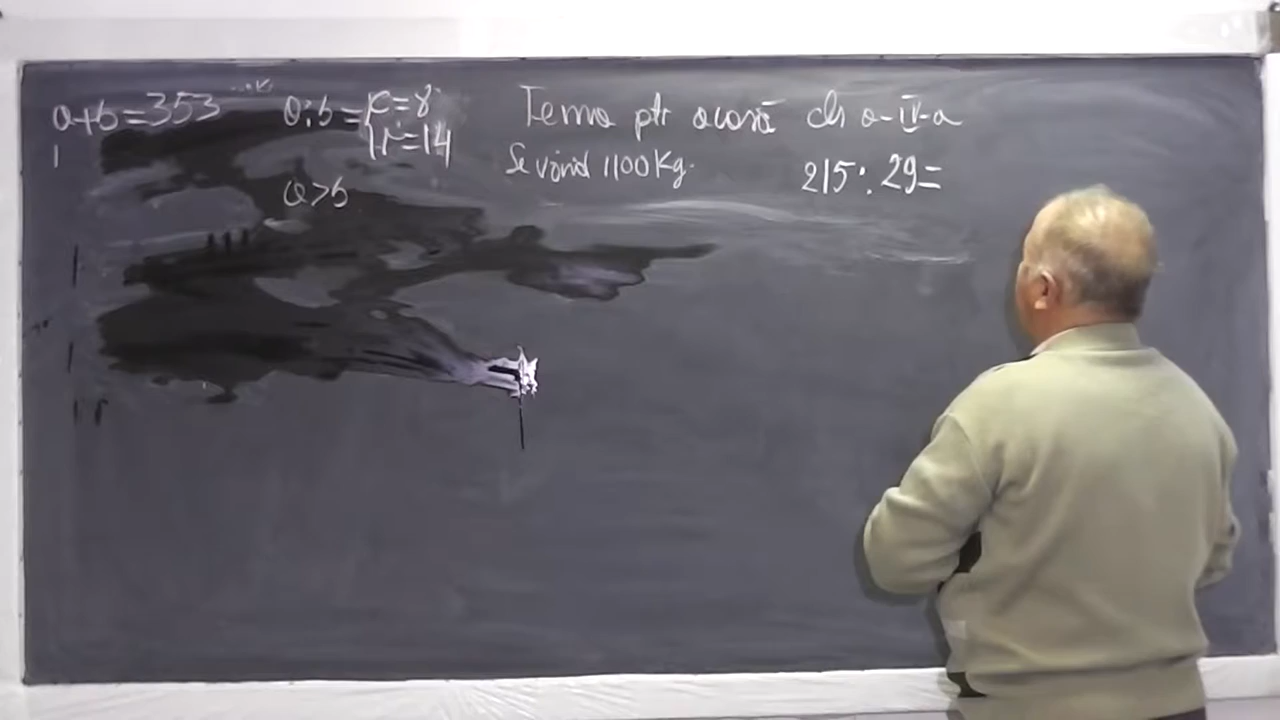 a+b=353
a:b= c=8
r=14
a>b
Tema ptr acasă cls a-IV-a
Se vând 1100 Kg.
215:29=